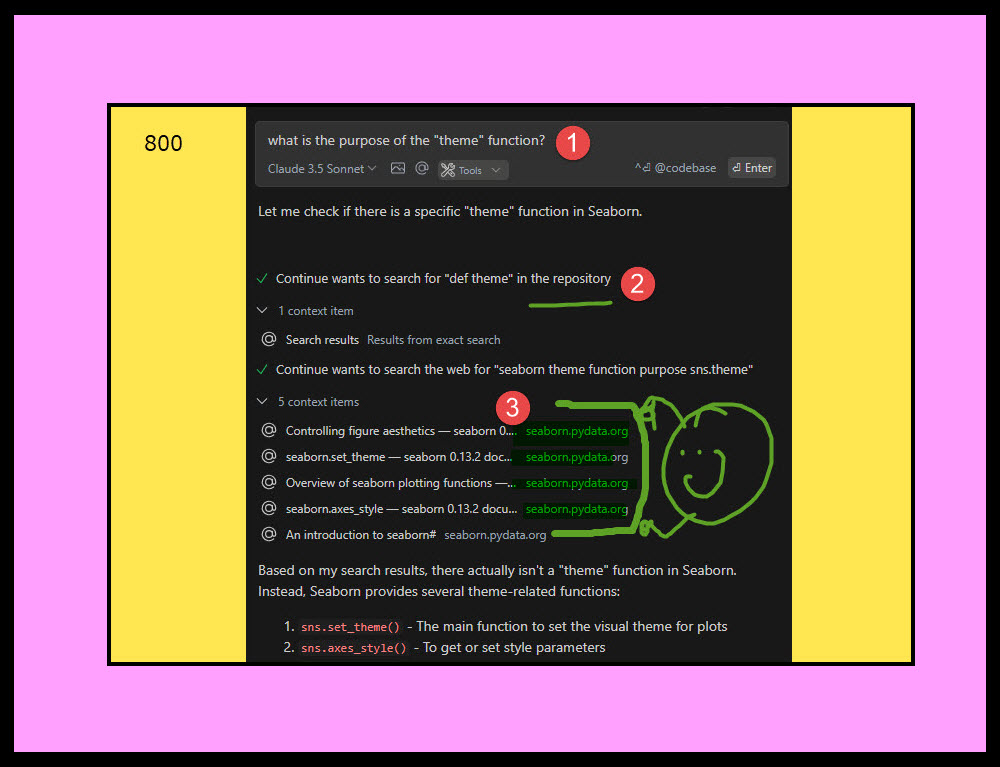 800
what is the purpose of the "theme" function? 1
Claude 3.5 Sonnet @ Tools ^⏎ @codebase ⏎ Enter
Let me check if there is a specific "theme" function in Seaborn.
✓ Continue wants to search for "def theme" in the repository 2
1 context item
@ Search results Results from exact search
✓ Continue wants to search the web for "seaborn theme function purpose sns.theme"
5 context items 3
@ Controlling figure aesthetics — seaborn 0.... seaborn.pydata.org
@ seaborn.set_theme — seaborn 0.13.2 doc... seaborn.pydata.org
@ Overview of seaborn plotting functions —... seaborn.pydata.org
@ seaborn.axes_style — seaborn 0.13.2 docu... seaborn.pydata.org
@ An introduction to seaborn# seaborn.pydata.org
Based on my search results, there actually isn't a "theme" function in Seaborn.
Instead, Seaborn provides several theme-related functions:
1. sns.set_theme() - The main function to set the visual theme for plots
2. sns.axes_style() - To get or set style parameters